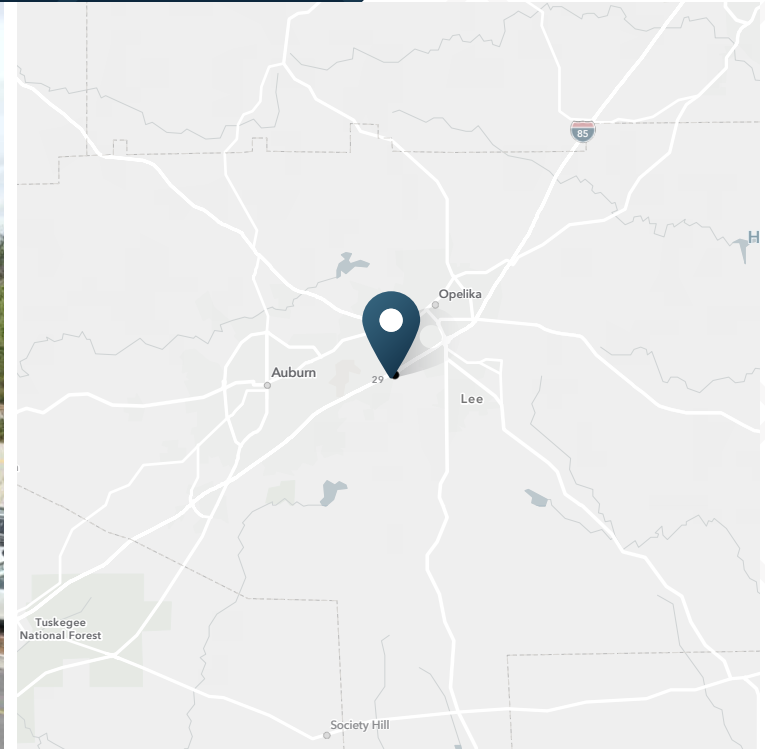 85
H
Opelika
Auburn
29
Lee
Tuskegee
National Forest
Society Hill